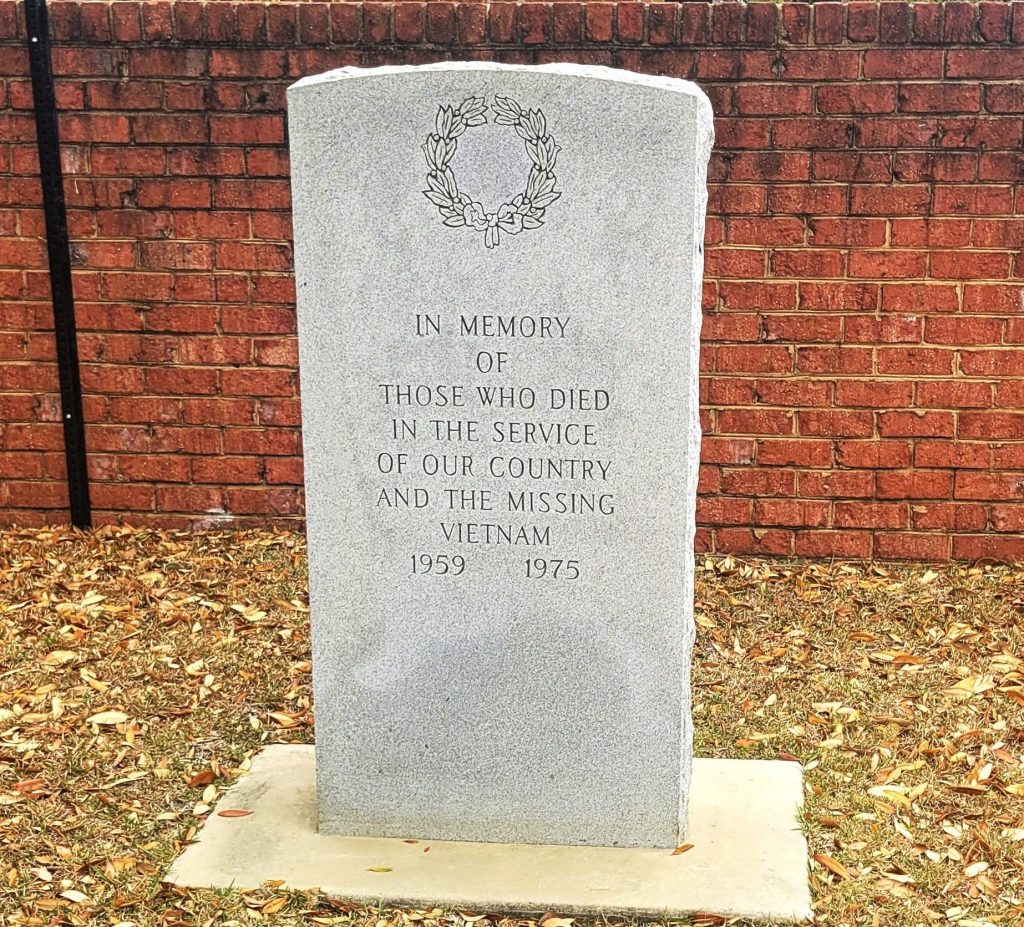 IN MEMORY
OF
THOSE WHO DIED
IN THE SERVICE
OF OUR COUNTRY
AND THE MISSING
VIETNAM
1959 1975